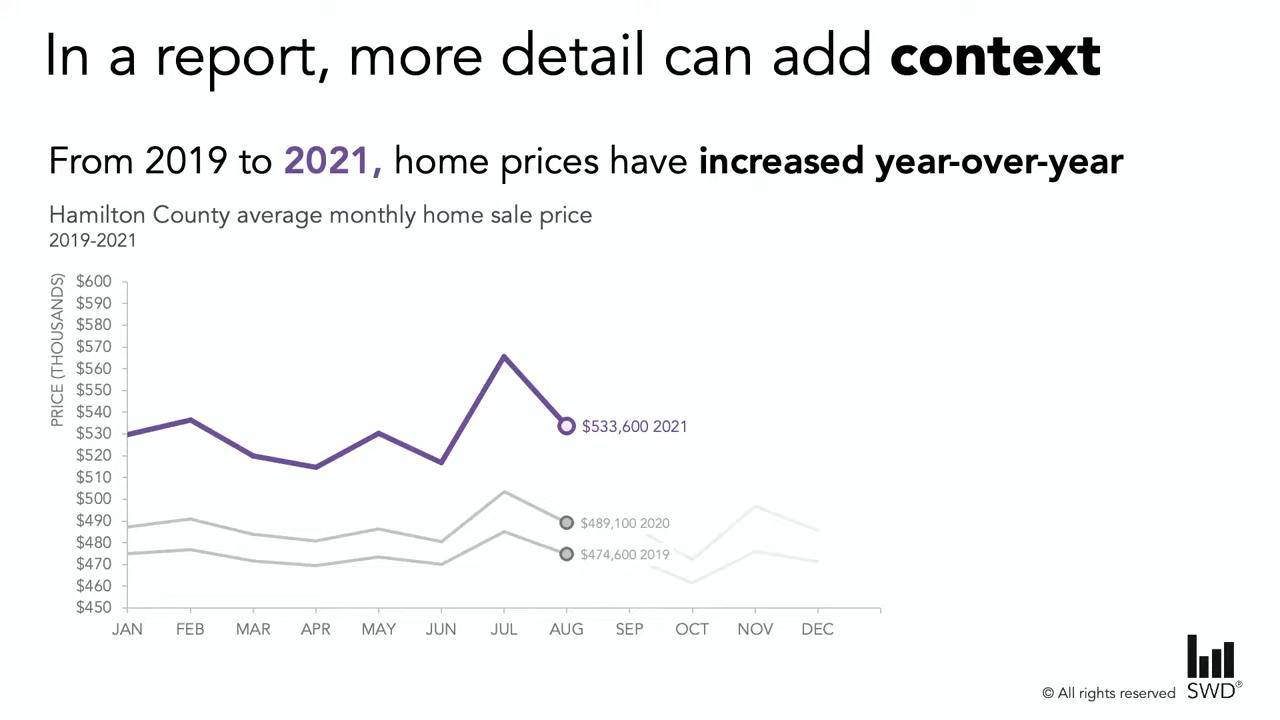 In a report, more detail can add context
From 2019 to 2021, home prices have increased year-over-year
Hamilton County average monthly home sale price
2019-2021
PRICE (THOUSANDS)
$600
$590
$580
$570
$560
$550
$540
$530
$520
$510
$500
$490
$480
$470
$460
$450
$533,600 2021
$489,100 2020
$474,600 2019
JAN FEB MAR APR MAY JUN JUL AUG SEP OCT NOV DEC
© All rights reserved
SWD®